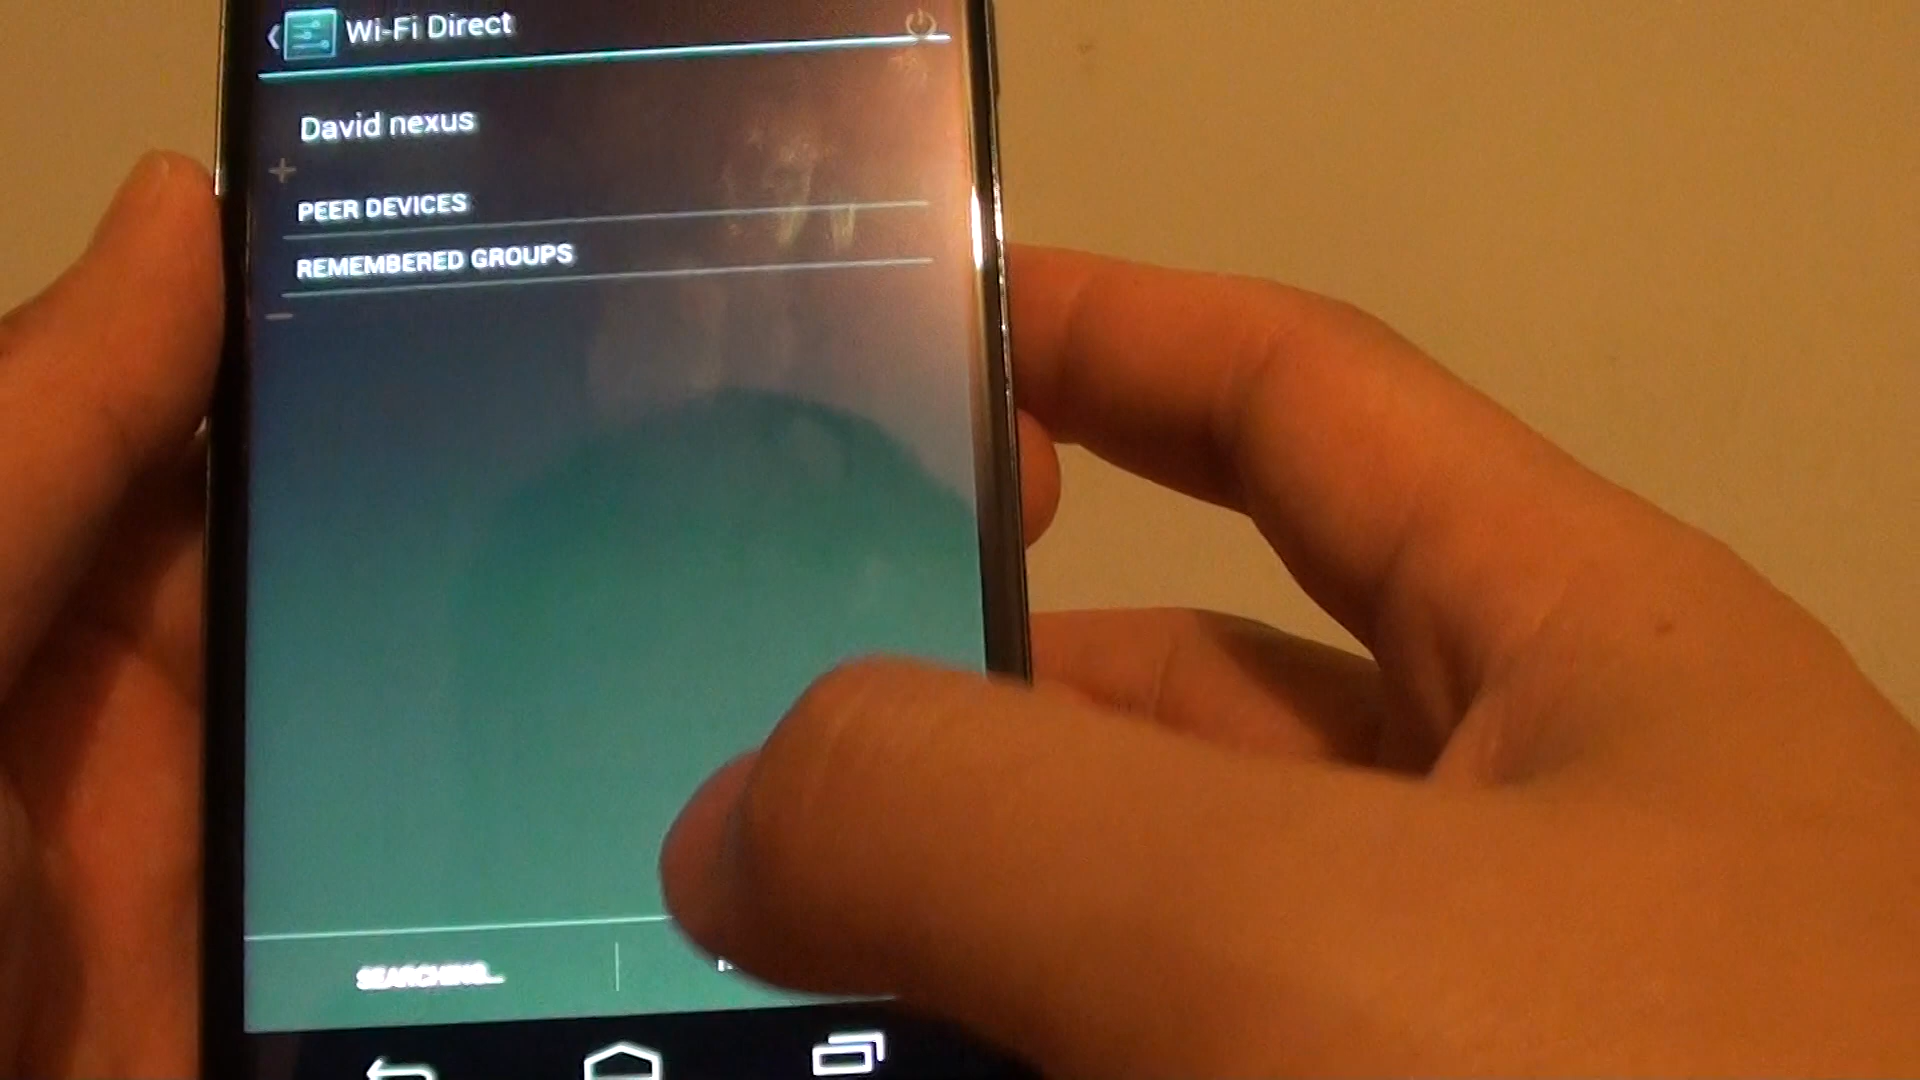 Wi-Fi Direct
David nexus
PEER DEVICES
REMEMBERED GROUPS
SEARCHING...